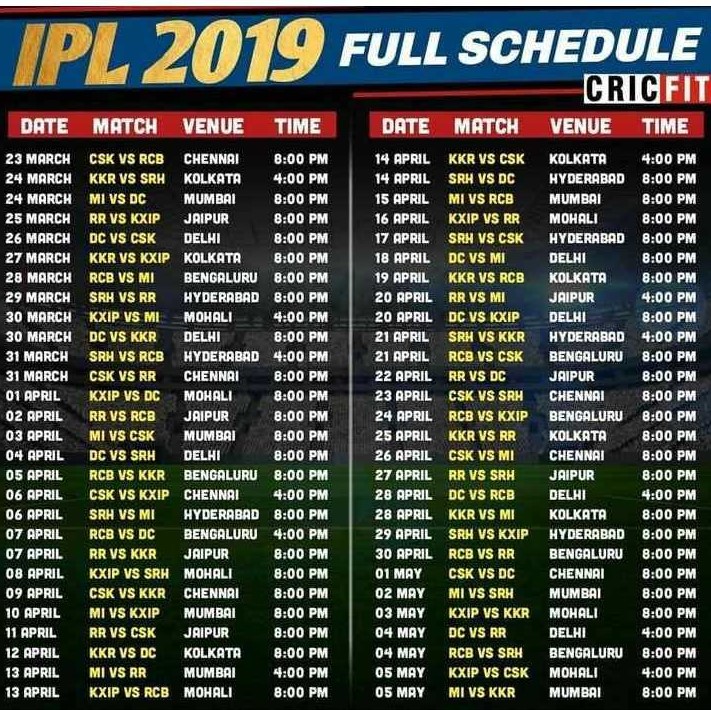 IPL 2019 FULL SCHEDULE
CRICFIT
DATE MATCH VENUE TIME
23 MARCH CSK VS RCB CHENNAI 8:00 PM
24 MARCH KKR VS SRH KOLKATA 4:00 PM
24 MARCH MI VS DC MUMBAI 8:00 PM
25 MARCH RR VS KXIP JAIPUR 8:00 PM
26 MARCH DC VS CSK DELHI 8:00 PM
27 MARCH KKR VS KXIP KOLKATA 8:00 PM
28 MARCH RCB VS MI BENGALURU 8:00 PM
29 MARCH SRH VS RR HYDERABAD 8:00 PM
30 MARCH KXIP VS MI MOHALI 4:00 PM
30 MARCH DC VS KKR DELHI 8:00 PM
31 MARCH SRH VS RCB HYDERABAD 4:00 PM
31 MARCH CSK VS RR CHENNAI 8:00 PM
01 APRIL KXIP VS DC MOHALI 8:00 PM
02 APRIL RR VS RCB JAIPUR 8:00 PM
03 APRIL MI VS CSK MUMBAI 8:00 PM
04 APRIL DC VS SRH DELHI 8:00 PM
05 APRIL RCB VS KKR BENGALURU 8:00 PM
06 APRIL CSK VS KXIP CHENNAI 4:00 PM
06 APRIL SRH VS MI HYDERABAD 8:00 PM
07 APRIL RCB VS DC BENGALURU 4:00 PM
07 APRIL RR VS KKR JAIPUR 8:00 PM
08 APRIL KXIP VS SRH MOHALI 8:00 PM
09 APRIL CSK VS KKR CHENNAI 8:00 PM
10 APRIL MI VS KXIP MUMBAI 8:00 PM
11 APRIL RR VS CSK JAIPUR 8:00 PM
12 APRIL KKR VS DC KOLKATA 8:00 PM
13 APRIL MI VS RR MUMBAI 4:00 PM
13 APRIL KXIP VS RCB MOHALI 8:00 PM
DATE MATCH VENUE TIME
14 APRIL KKR VS CSK KOLKATA 4:00 PM
14 APRIL SRH VS DC HYDERABAD 8:00 PM
15 APRIL MI VS RCB MUMBAI 8:00 PM
16 APRIL KXIP VS RR MOHALI 8:00 PM
17 APRIL SRH VS CSK HYDERABAD 8:00 PM
18 APRIL DC VS MI DELHI 8:00 PM
19 APRIL KKR VS RCB KOLKATA 8:00 PM
20 APRIL RR VS MI JAIPUR 4:00 PM
20 APRIL DC VS KXIP DELHI 8:00 PM
21 APRIL SRH VS KKR HYDERABAD 4:00 PM
21 APRIL RCB VS CSK BENGALURU 8:00 PM
22 APRIL RR VS DC JAIPUR 8:00 PM
23 APRIL CSK VS SRH CHENNAI 8:00 PM
24 APRIL RCB VS KXIP BENGALURU 8:00 PM
25 APRIL KKR VS RR KOLKATA 8:00 PM
26 APRIL CSK VS MI CHENNAI 8:00 PM
27 APRIL RR VS SRH JAIPUR 8:00 PM
28 APRIL DC VS RCB DELHI 4:00 PM
28 APRIL KKR VS MI KOLKATA 8:00 PM
29 APRIL SRH VS KXIP HYDERABAD 8:00 PM
30 APRIL RCB VS RR BENGALURU 8:00 PM
01 MAY CSK VS DC CHENNAI 8:00 PM
02 MAY MI VS SRH MUMBAI 8:00 PM
03 MAY KXIP VS KKR MOHALI 8:00 PM
04 MAY DC VS RR DELHI 4:00 PM
04 MAY RCB VS SRH BENGALURU 8:00 PM
05 MAY KXIP VS CSK MOHALI 4:00 PM
05 MAY MI VS KKR MUMBAI 8:00 PM